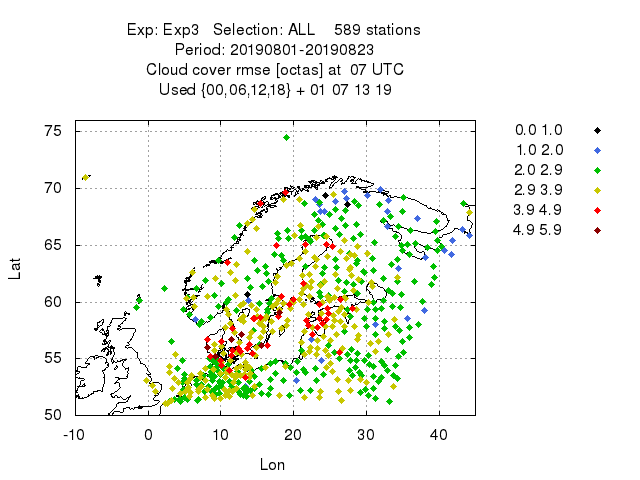 Exp: Exp3 Selection: ALL 589 stations
Period: 20190801-20190823
Cloud cover rmse [octas] at 07 UTC
Used {00,06,12,18} + 01 07 13 19
0.0 1.0
1.0 2.0
2.0 2.9
2.9 3.9
3.9 4.9
4.9 5.9
75
70
65
60
55
50
Lat
-10 0 10 20 30 40
Lon